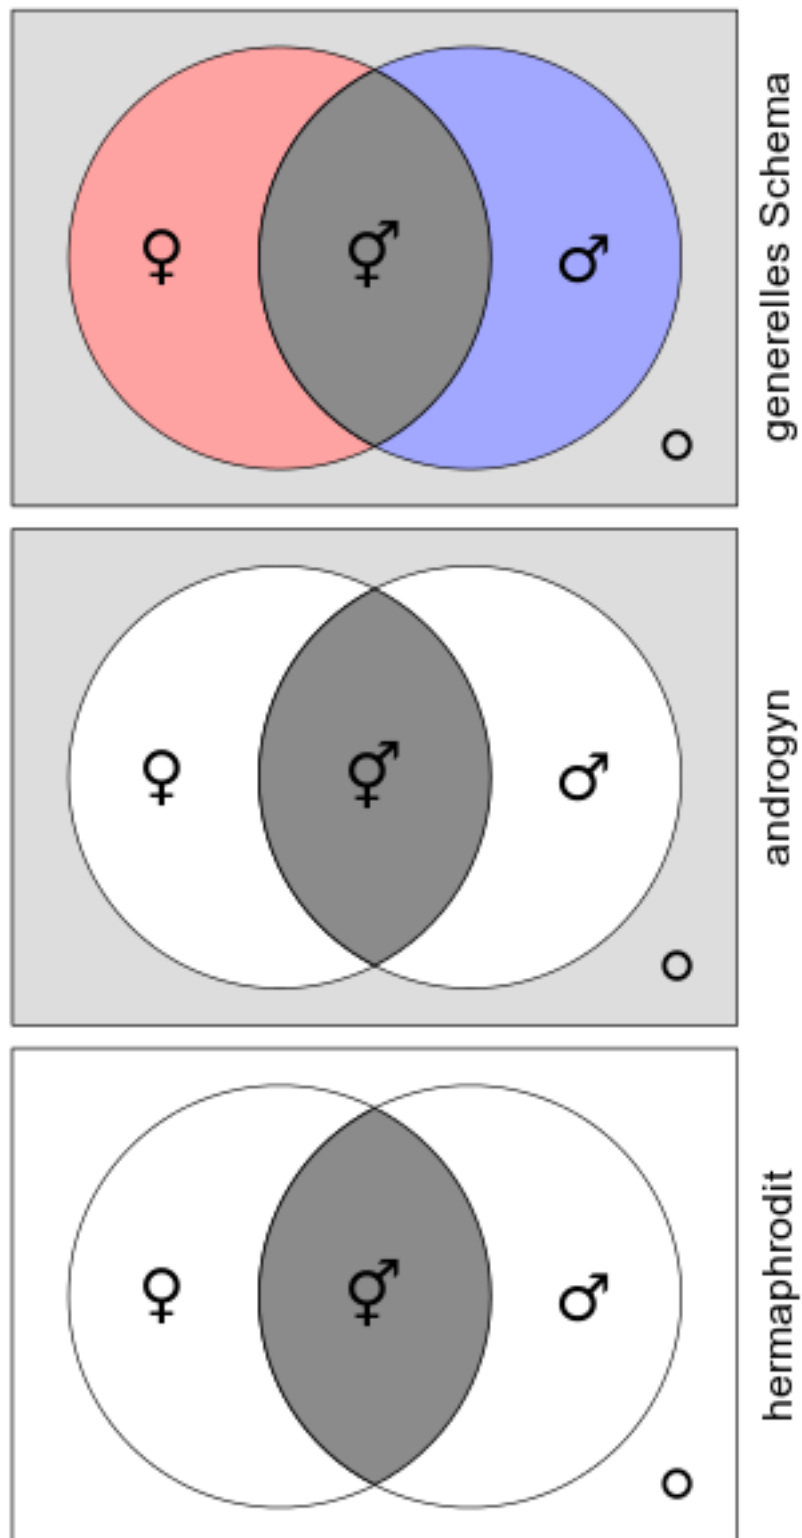 generelles Schema
♀ ⚥ ♂ ○
androgyn
♀ ⚥ ♂ ○
hermaphrodit
♀ ⚥ ♂ ○